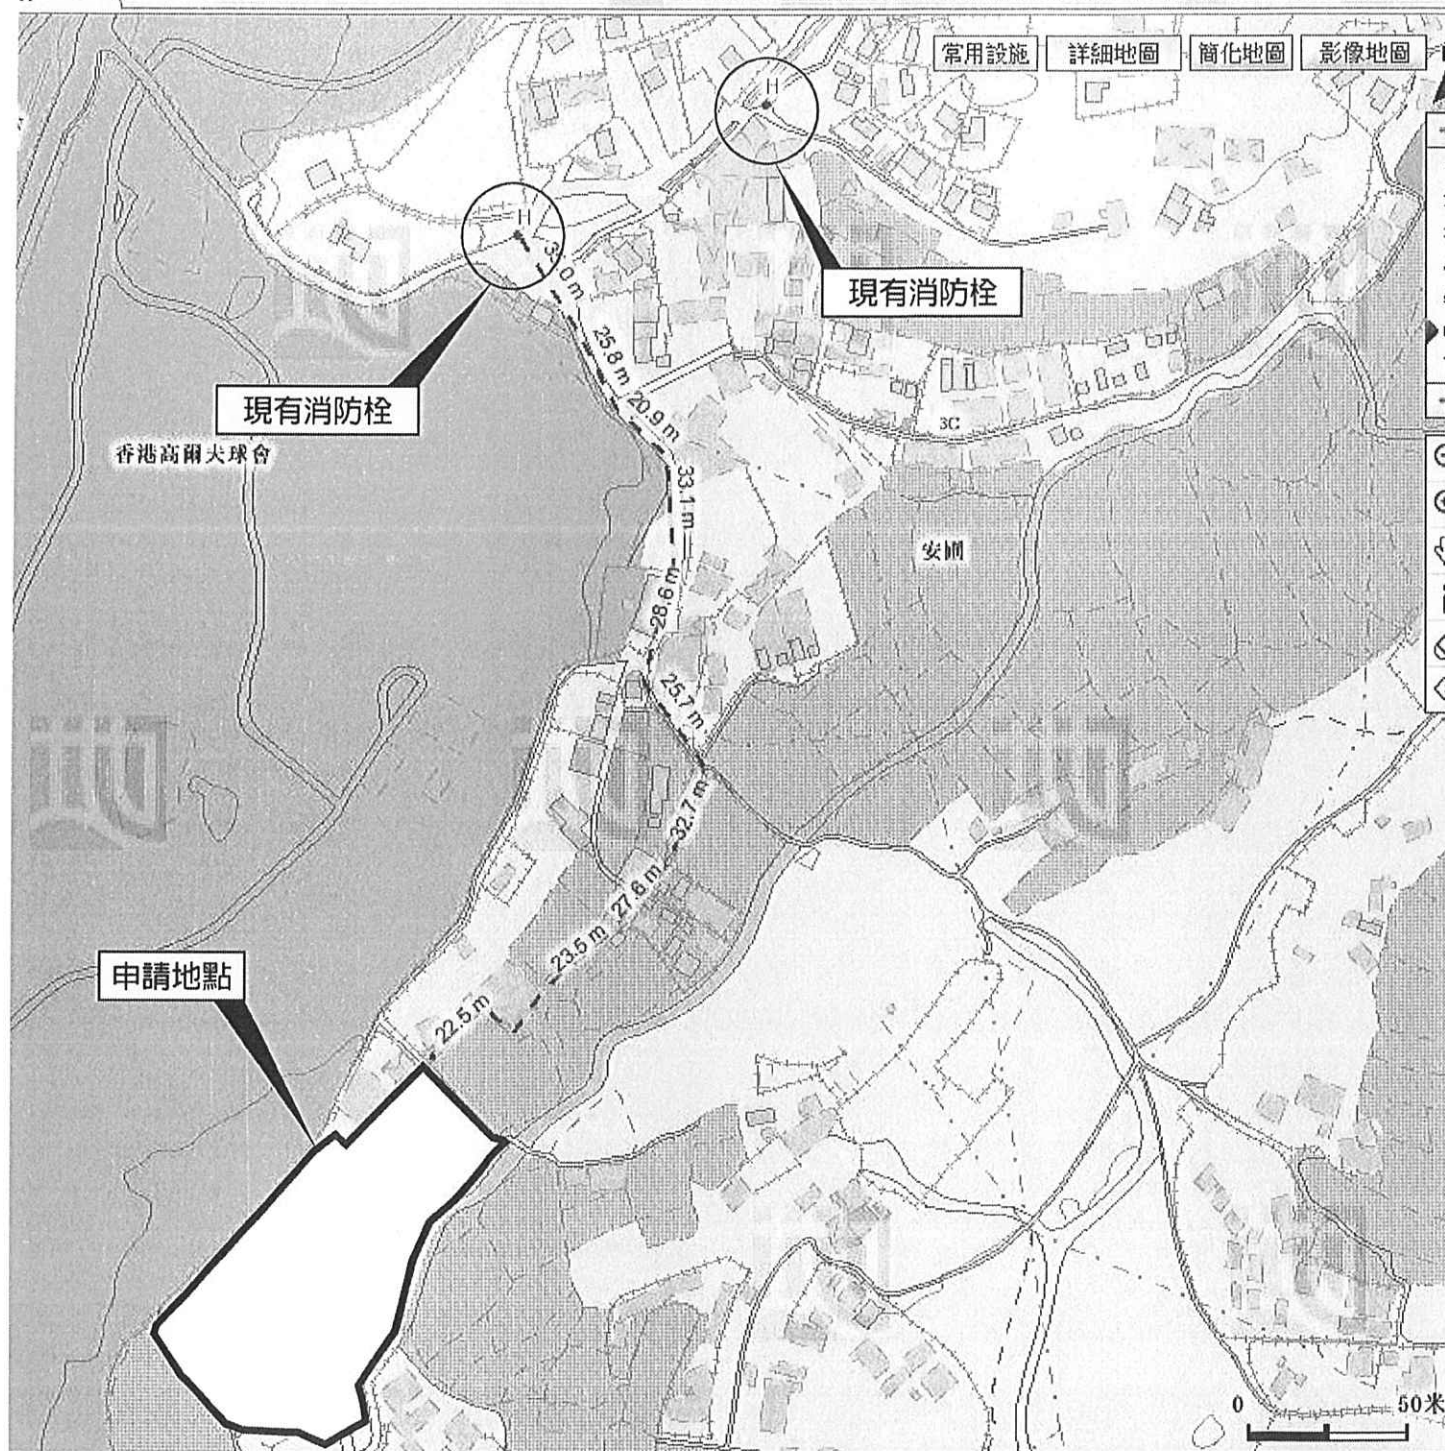 常用設施 詳細地圖 簡化地圖 影像地圖
H
H
現有消防栓
現有消防栓
25.8 m
20.9 m
33.1 m
28.6 m
25.7 m
32.7 m
27.6 m
23.5 m
22.5 m
香港高爾夫球會
3C
安圃
申請地點
0 50米